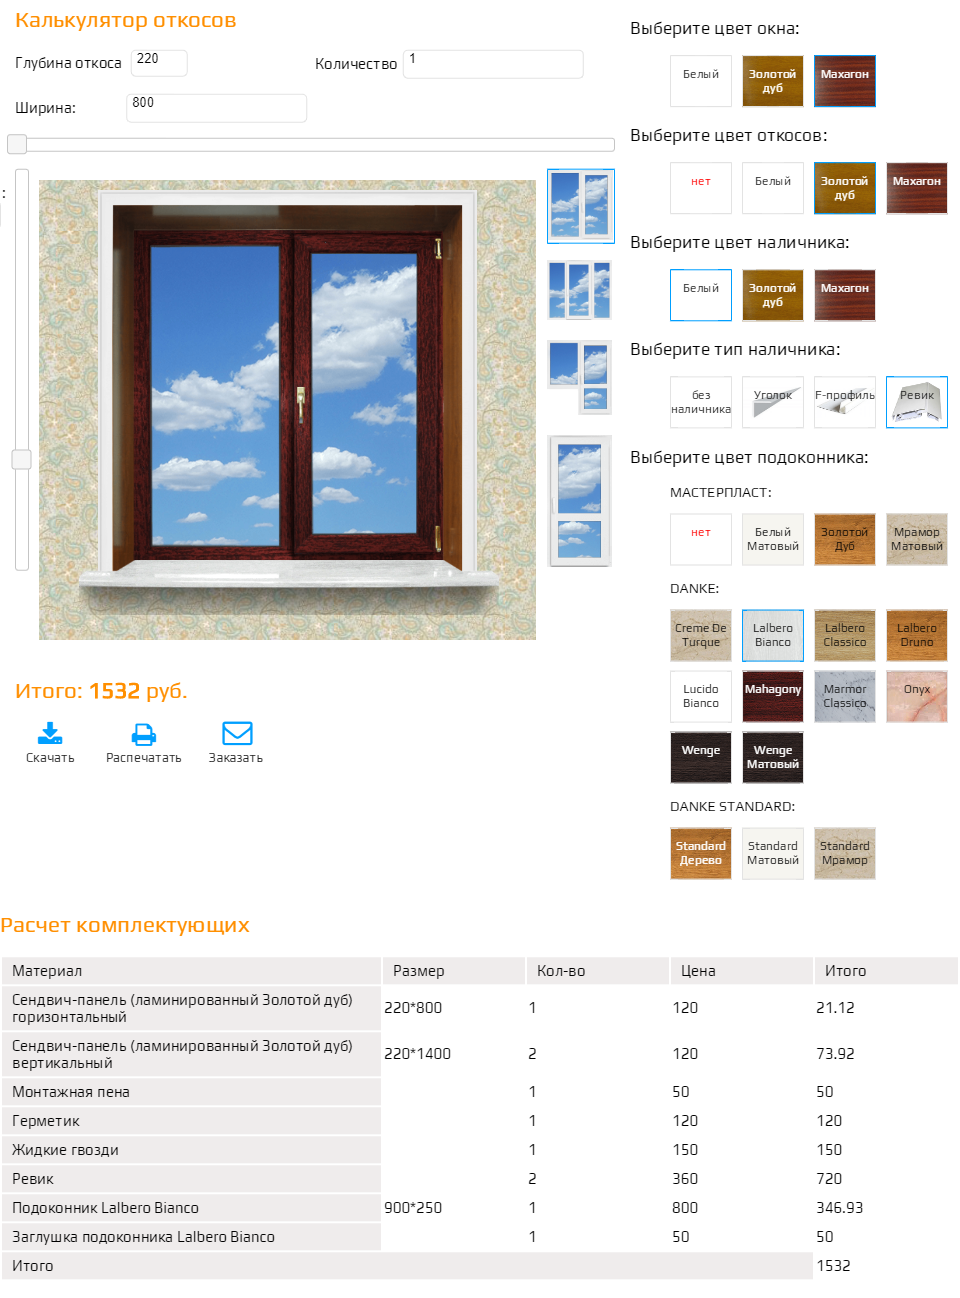 Калькулятор откосов
Глубина откоса 220
Количество 1
Ширина: 800
:
Итого: 1532 руб.
Скачать
Распечатать
Заказать
Выберите цвет окна:
Белый
Золотой
дуб
Махагон
Выберите цвет откосов:
нет
Белый
Золотой
дуб
Махагон
Выберите цвет наличника:
Белый
Золотой
дуб
Махагон
Выберите тип наличника:
без
наличника
Уголок
F-профиль
Ревик
Выберите цвет подоконника:
МАСТЕРПЛАСТ:
нет
Белый
Матовый
Золотой
Дуб
Мрамор
Матовый
DANKE:
Creme De
Turque
Lalbero
Bianco
Lalbero
Classico
Lalbero
Druno
Lucido
Bianco
Mahagony
Marmor
Classico
Onyx
Wenge
Wenge
Матовый
DANKE STANDARD:
Standard
Дерево
Standard
Матовый
Standard
Мрамор
Расчет комплектующих
Материал Размер Кол-во Цена Итого
Сендвич-панель (ламинированный Золотой дуб)
горизонтальный 220*800 1 120 21.12
Сендвич-панель (ламинированный Золотой дуб)
вертикальный 220*1400 2 120 73.92
Монтажная пена 1 50 50
Герметик 1 120 120
Жидкие гвозди 1 150 150
Ревик 2 360 720
Подоконник Lalbero Bianco 900*250 1 800 346.93
Заглушка подоконника Lalbero Bianco 1 50 50
Итого 1532